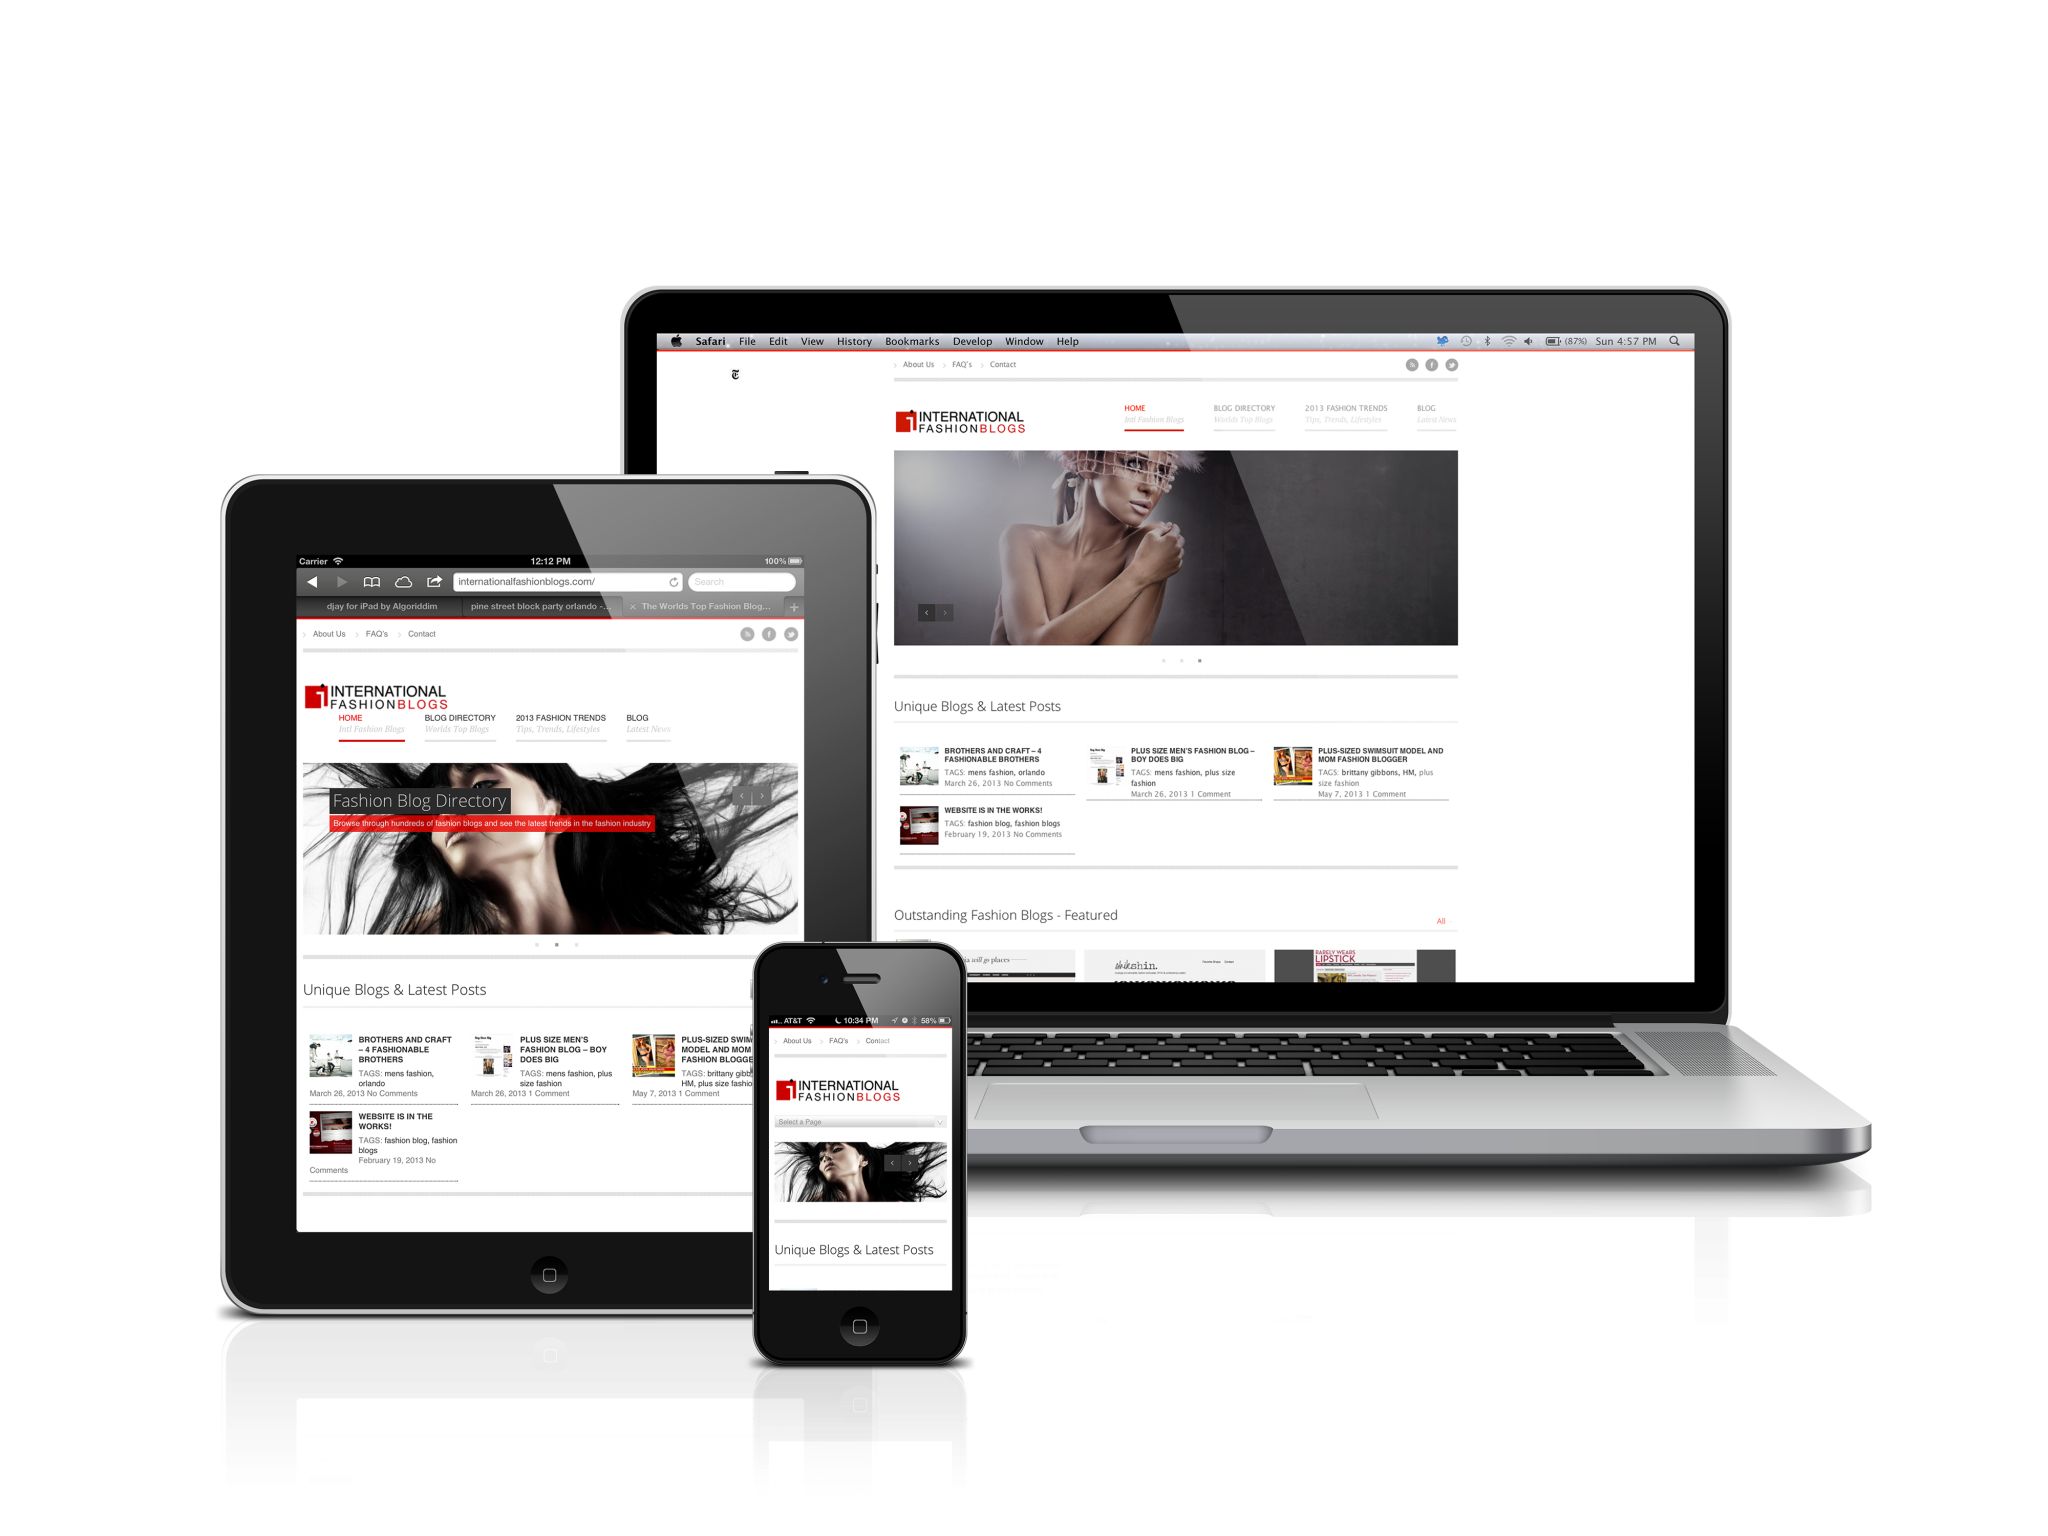 Safari File Edit View History Bookmarks Develop Window Help (87%) Sun 4:57 PM
About Us FAQ's Contact
INTERNATIONAL
FASHIONBLOGS
HOME BLOG DIRECTORY 2013 FASHION TRENDS BLOG
Intl Fashion Blogs Worlds Top Blogs Tips, Trends, Lifestyles Latest News
Unique Blogs & Latest Posts
BROTHERS AND CRAFT – 4
FASHIONABLE BROTHERS
TAGS: mens fashion, orlando
March 26, 2013 No Comments
PLUS SIZE MEN'S FASHION BLOG –
BOY DOES BIG
TAGS: mens fashion, plus size
fashion
March 26, 2013 1 Comment
PLUS-SIZED SWIMSUIT MODEL AND
MOM FASHION BLOGGER
TAGS: brittany gibbons, HM, plus
size fashion
May 7, 2013 1 Comment
WEBSITE IS IN THE WORKS!
TAGS: fashion blog, fashion blogs
February 19, 2013 No Comments
Outstanding Fashion Blogs - Featured
All
will go places
shin.
RARELY WEARS
LIPSTICK
Carrier 12:12 PM 100%
internationalfashionblogs.com/ Search
djay for iPad by Algoriddim pine street block party orlando -... The Worlds Top Fashion Blog...
About Us FAQ's Contact
INTERNATIONAL
FASHIONBLOGS
HOME BLOG DIRECTORY 2013 FASHION TRENDS BLOG
Intl Fashion Blogs Worlds Top Blogs Tips, Trends, Lifestyles Latest News
Fashion Blog Directory
Browse through hundreds of fashion blogs and see the latest trends in the fashion industry
Unique Blogs & Latest Posts
BROTHERS AND CRAFT
– 4 FASHIONABLE
BROTHERS
TAGS: mens fashion,
orlando
March 26, 2013 No Comments
PLUS SIZE MEN'S
FASHION BLOG – BOY
DOES BIG
TAGS: mens fashion, plus
size fashion
March 26, 2013 1 Comment
PLUS-SIZED SWIM
MODEL AND MOM
FASHION BLOGGE
TAGS: brittany gibb
HM, plus size fashio
May 7, 2013 1 Comment
WEBSITE IS IN THE
WORKS!
TAGS: fashion blog, fashion
blogs
February 19, 2013 No
Comments
AT&T 10:34 PM 58%
About Us FAQ's Contact
INTERNATIONAL
FASHIONBLOGS
Select a Page
Unique Blogs & Latest Posts